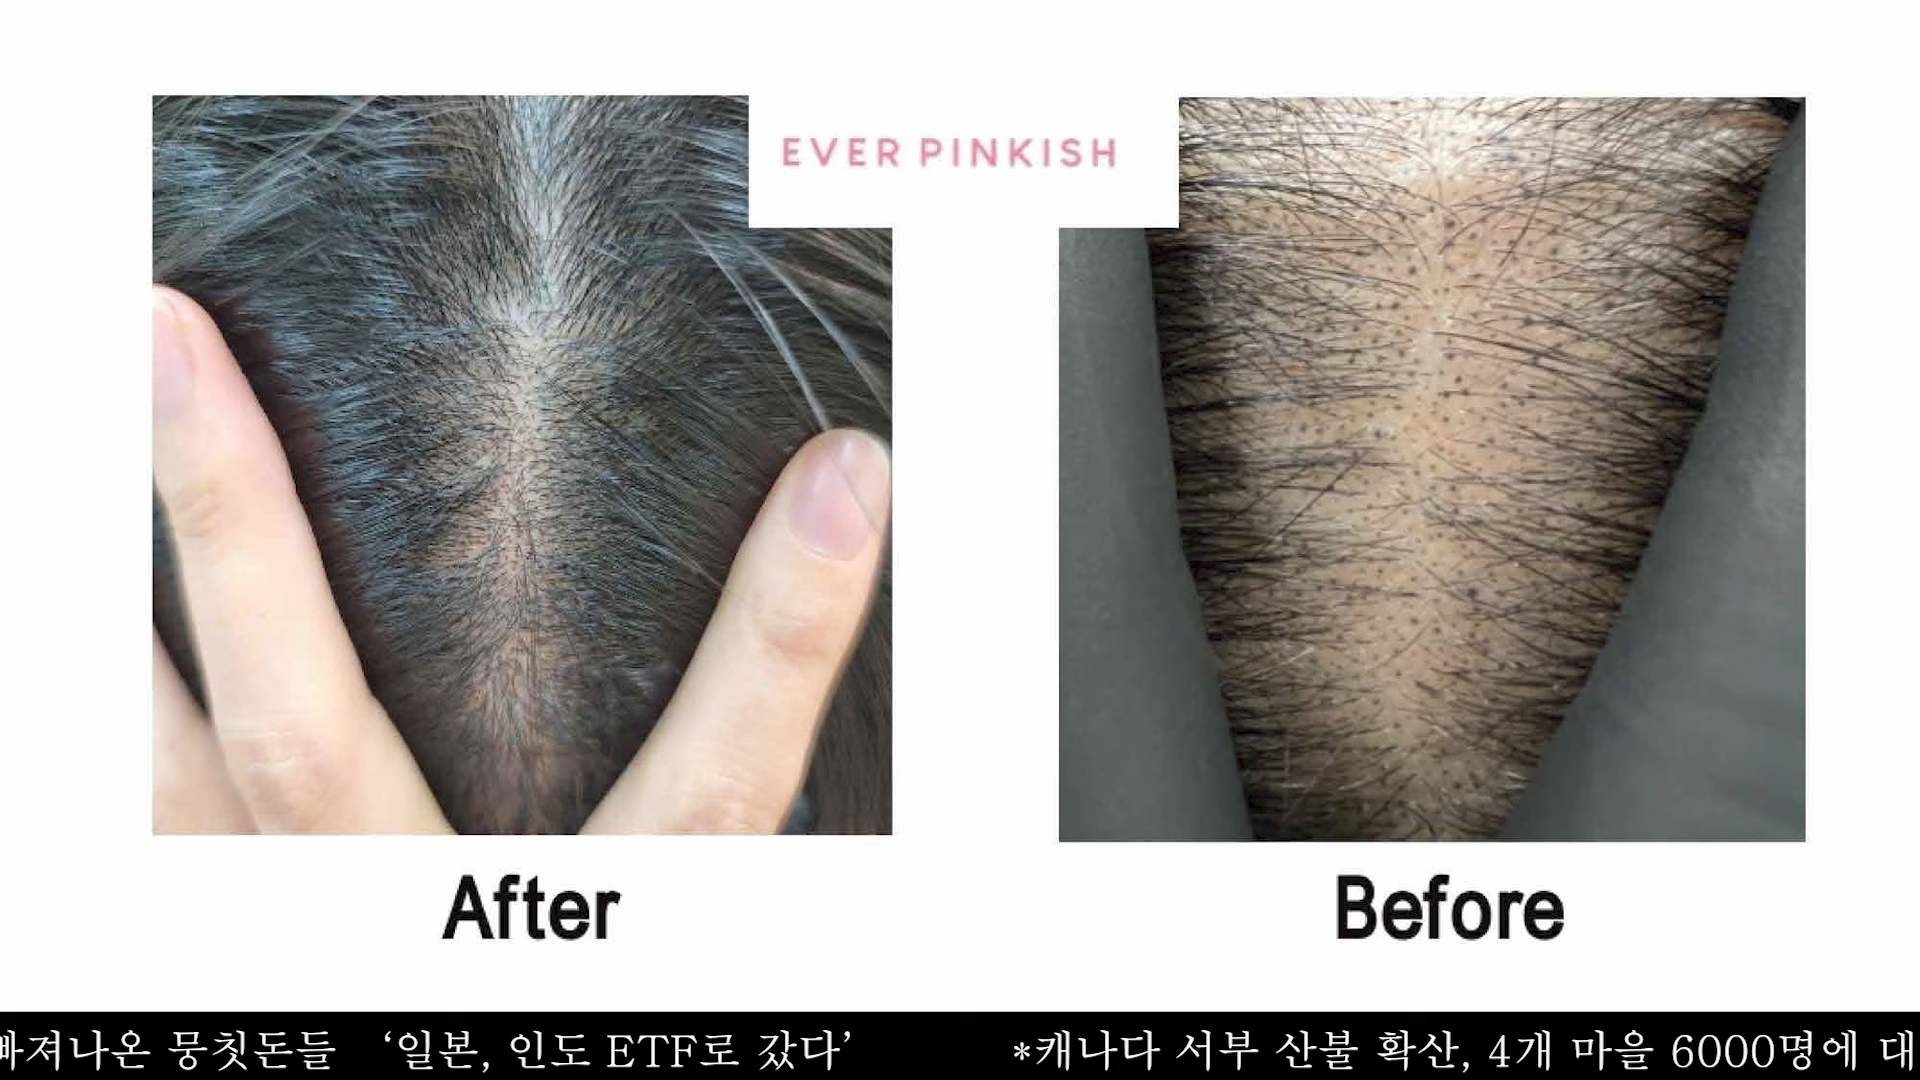 EVER PINKISH
After
Before
빠져나온 뭉칫돈들 ‘일본, 인도 ETF로 갔다’ *캐나다 서부 산불 확산, 4개 마을 6000명에 대